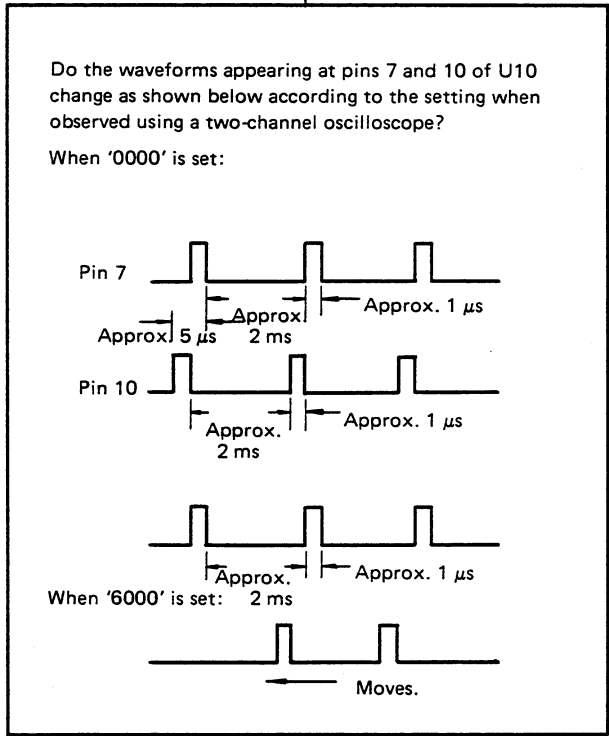 Do the waveforms appearing at pins 7 and 10 of U10
change as shown below according to the setting when
observed using a two-channel oscilloscope?
When '0000' is set:
Pin 7
Approx. 1 μs
Approx.
2 ms
Approx. 5 μs
Pin 10
Approx. 1 μs
Approx.
2 ms
Approx. 1 μs
Approx.
2 ms
When '6000' is set:
Moves.